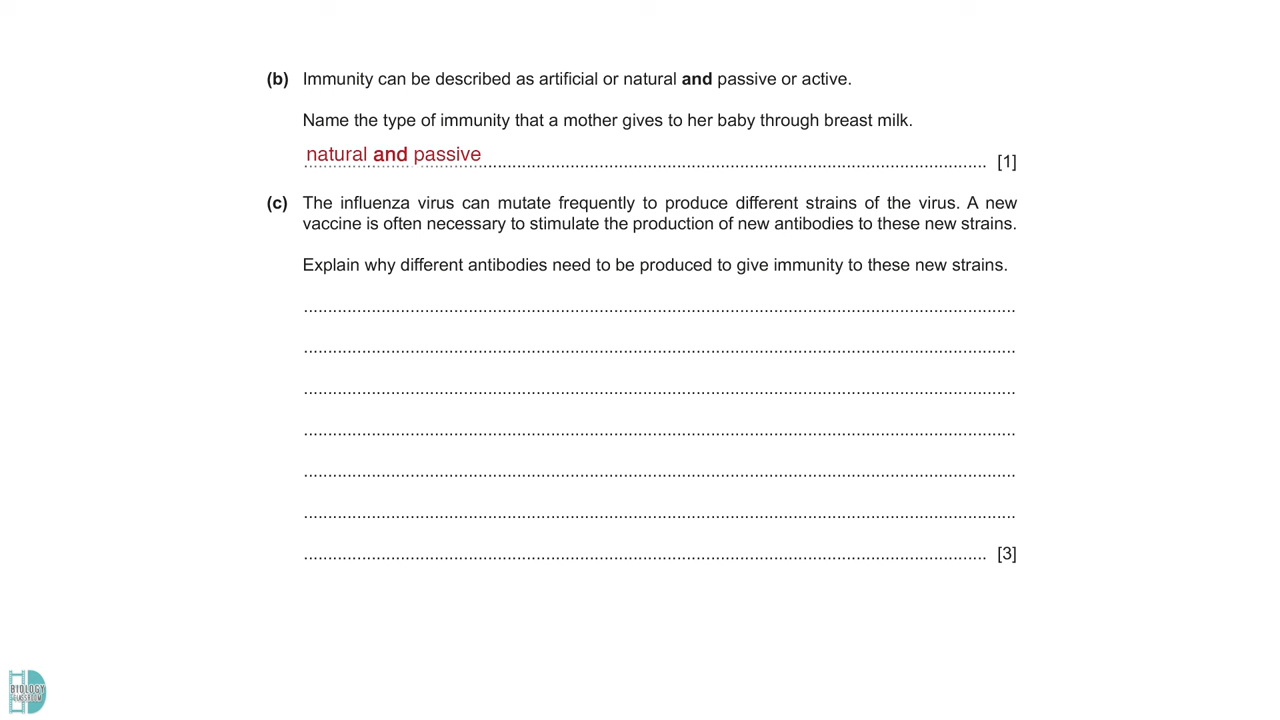 (b) Immunity can be described as artificial or natural and passive or active.
Name the type of immunity that a mother gives to her baby through breast milk.
natural and passive [1]
(c) The influenza virus can mutate frequently to produce different strains of the virus. A new
vaccine is often necessary to stimulate the production of new antibodies to these new strains.
Explain why different antibodies need to be produced to give immunity to these new strains.
[3]
BIOLOGY
CLASSROOM